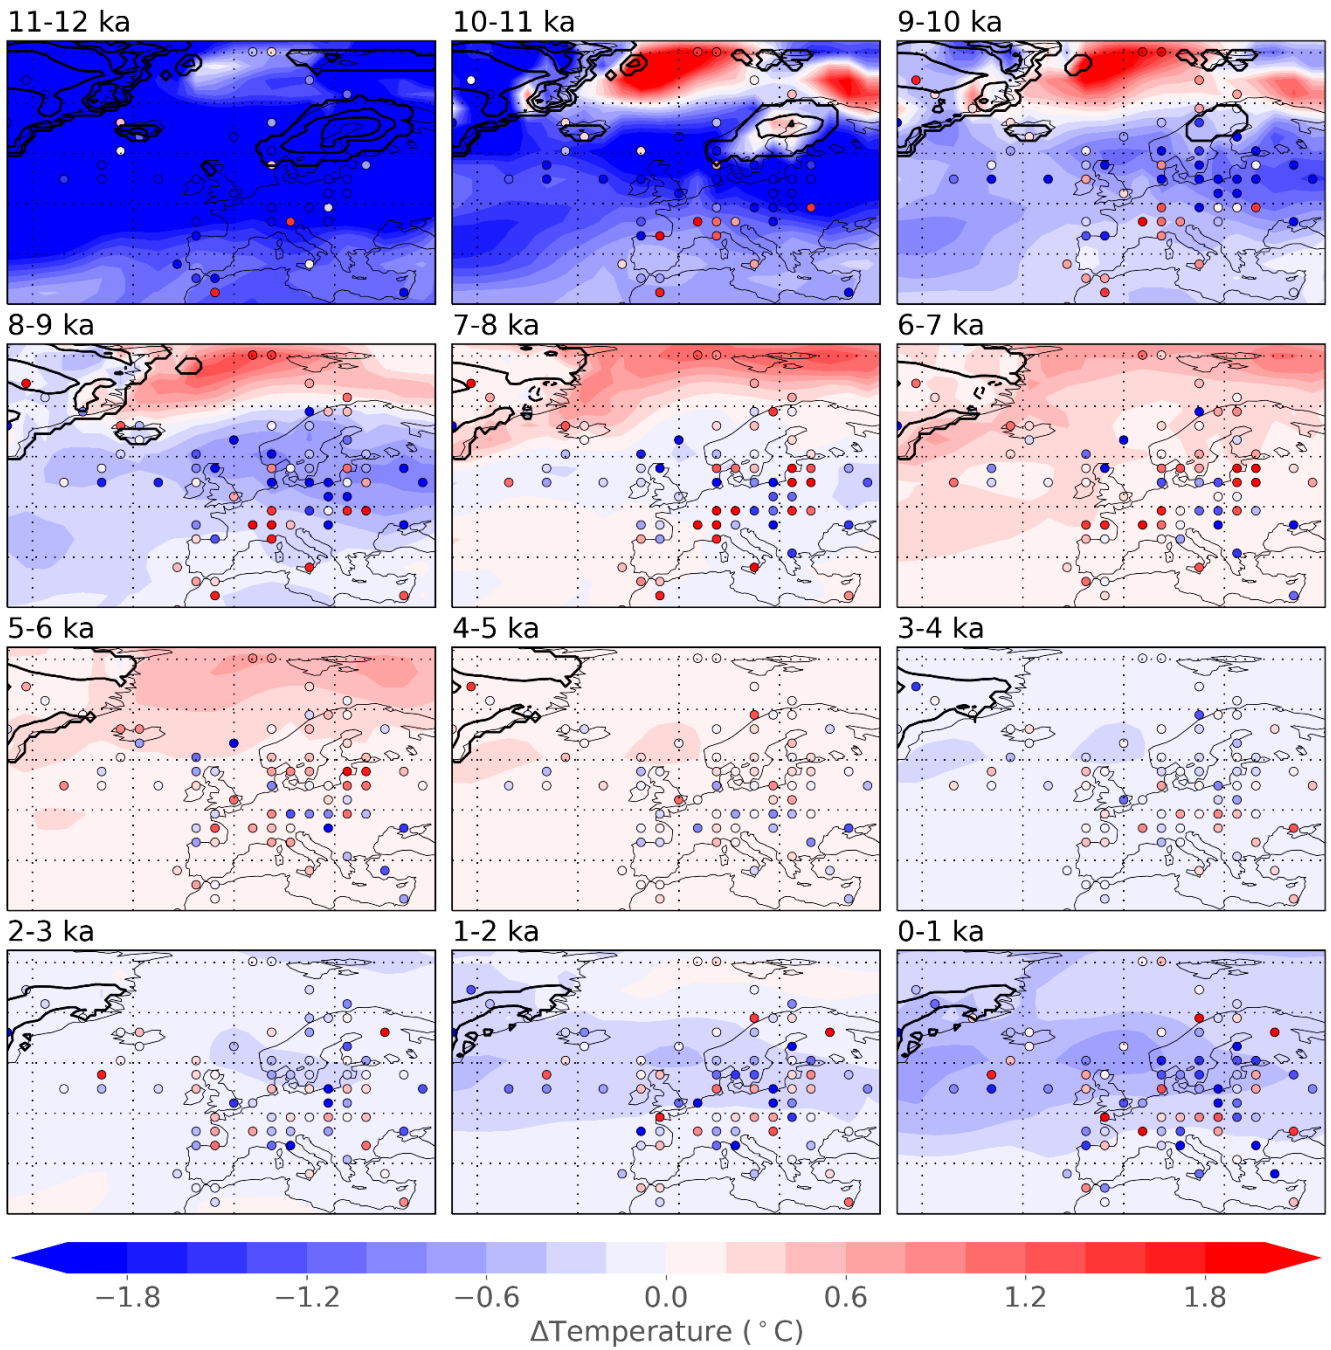 11-12 ka
10-11 ka
9-10 ka
8-9 ka
7-8 ka
6-7 ka
5-6 ka
4-5 ka
3-4 ka
2-3 ka
1-2 ka
0-1 ka
−1.8 −1.2 −0.6 0.0 0.6 1.2 1.8
ΔTemperature (°C)